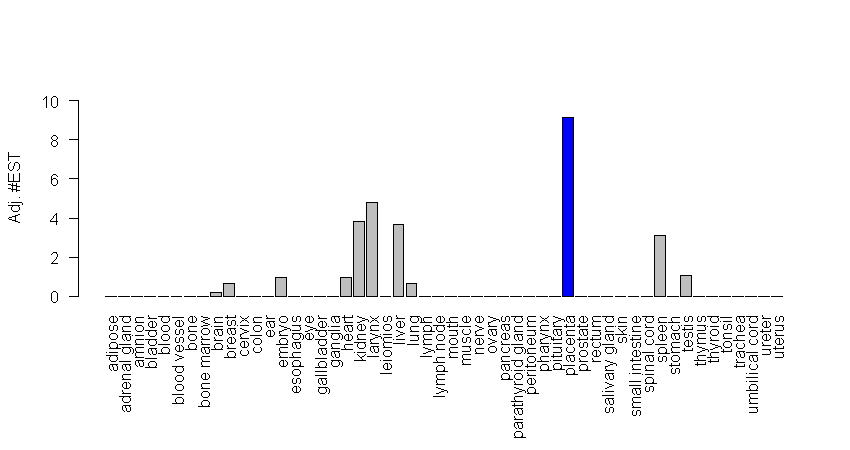 10
8
6
4
2
0
Adj. #EST
adipose
adrenal gland
amnion
bladder
blood
blood vessel
bone
bone marrow
brain
breast
cervix
colon
ear
embryo
esophagus
eye
gallbladder
ganglia
heart
kidney
larynx
leiomios
liver
lung
lymph
lymph node
mouth
muscle
nerve
ovary
pancreas
parathyroid gland
peritoneum
pharynx
pituitary
placenta
prostate
rectum
salivary gland
skin
small intestine
spinal cord
spleen
stomach
testis
thymus
thyroid
tonsil
trachea
umbilical cord
ureter
uterus